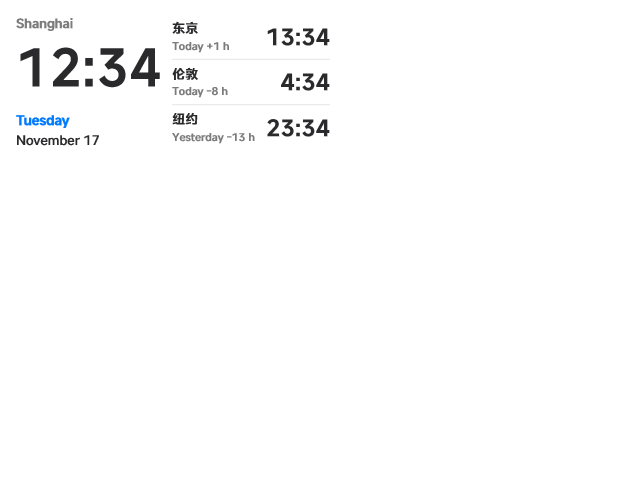 Shanghai
12:34
Tuesday
November 17
东京
Today +1 h
13:34
伦敦
Today -8 h
4:34
纽约
Yesterday -13 h
23:34